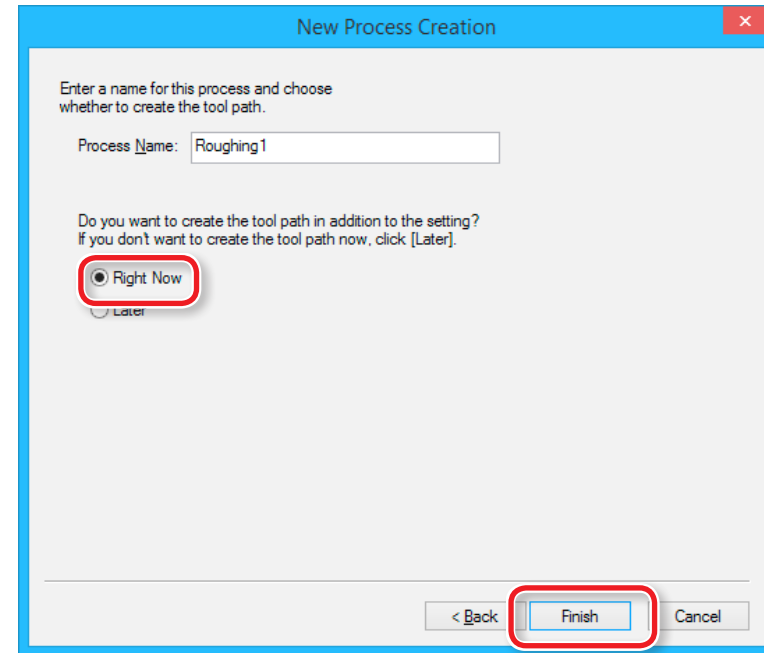 New Process Creation
Enter a name for this process and choose
whether to create the tool path.
Process Name: Roughing1
Do you want to create the tool path in addition to the setting?
If you don't want to create the tool path now, click [Later].
Right Now
Later
< Back Finish Cancel